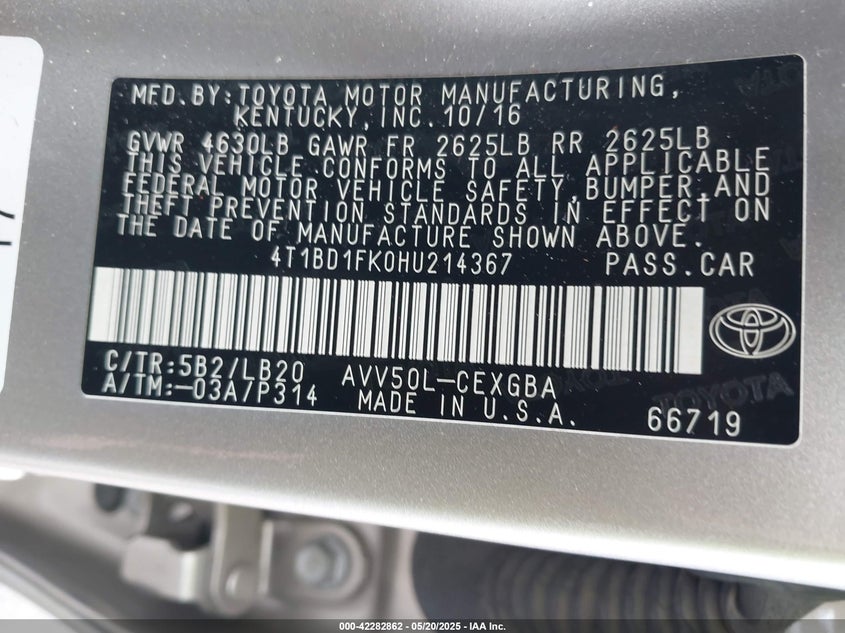 MFD.BY:TOYOTA MOTOR MANUFACTURING,
KENTUCKY,INC.10/16
GVWR 4630LB GAWR FR 2625LB RR 2625LB
THIS VEHICLE CONFORMS TO ALL APPLICABLE
FEDERAL MOTOR VEHICLE SAFETY,BUMPER,AND
THEFT PREVENTION STANDARDS IN EFFECT ON
THE DATE OF MANUFACTURE SHOWN ABOVE.
4T1BD1FK0HU214367 PASS.CAR
C/TR:5B2/LB20 AVV50L-CEXGBA
A/TM:-03A/P314 MADE IN U.S.A. 66719
TOYOTA
000-42282862 - 05/20/2025 - IAA Inc.